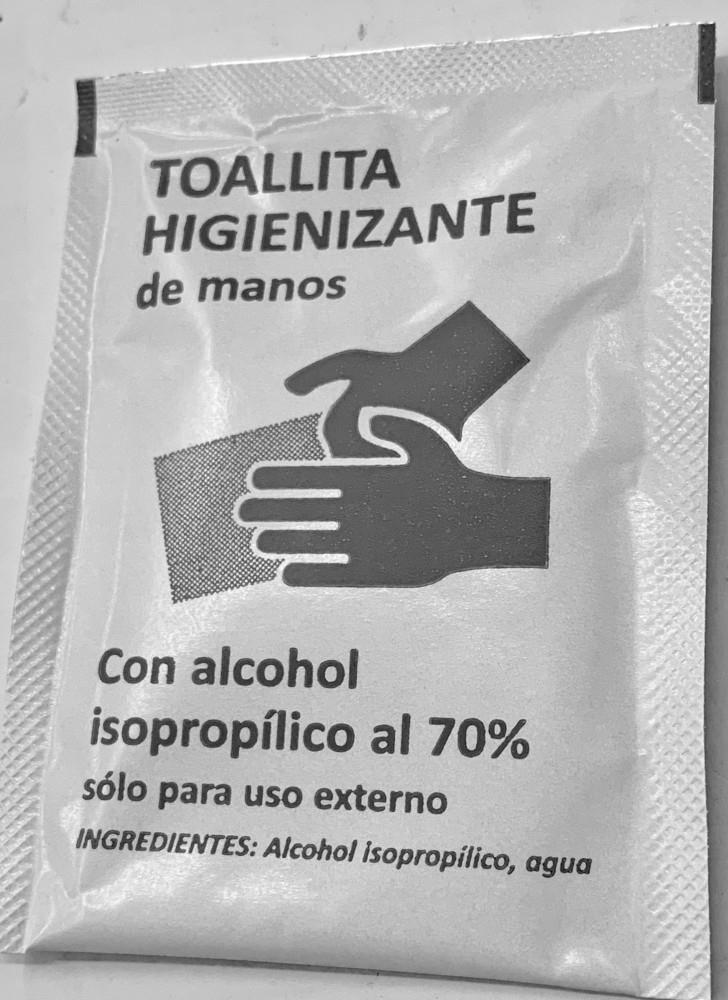 TOALLITA
HIGIENIZANTE
de manos
Con alcohol
isopropílico al 70%
sólo para uso externo
INGREDIENTES: Alcohol isopropílico, agua